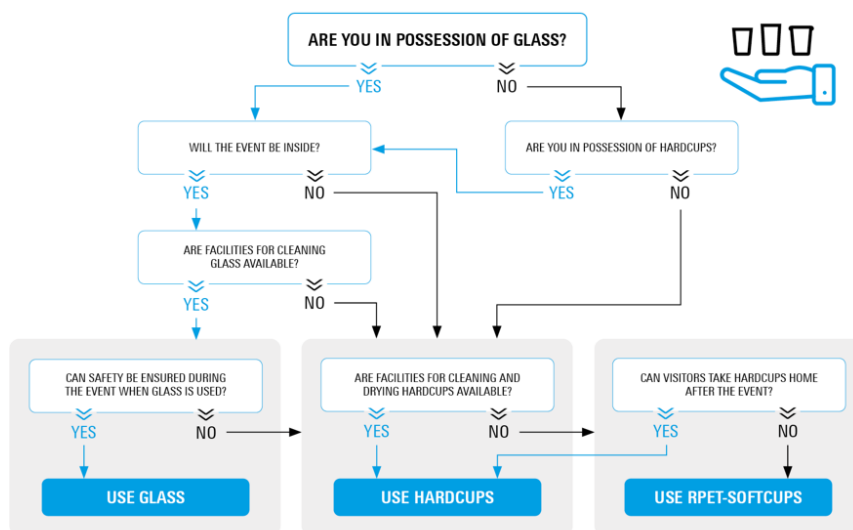 ARE YOU IN POSSESSION OF GLASS?
YES
NO
WILL THE EVENT BE INSIDE?
ARE YOU IN POSSESSION OF HARDCUPS?
YES
NO
YES
NO
ARE FACILITIES FOR CLEANING
GLASS AVAILABLE?
YES
NO
CAN SAFETY BE ENSURED DURING
THE EVENT WHEN GLASS IS USED?
YES
NO
ARE FACILITIES FOR CLEANING AND
DRYING HARDCUPS AVAILABLE?
YES
NO
CAN VISITORS TAKE HARDCUPS HOME
AFTER THE EVENT?
YES
NO
USE GLASS
USE HARDCUPS
USE RPET-SOFTCUPS